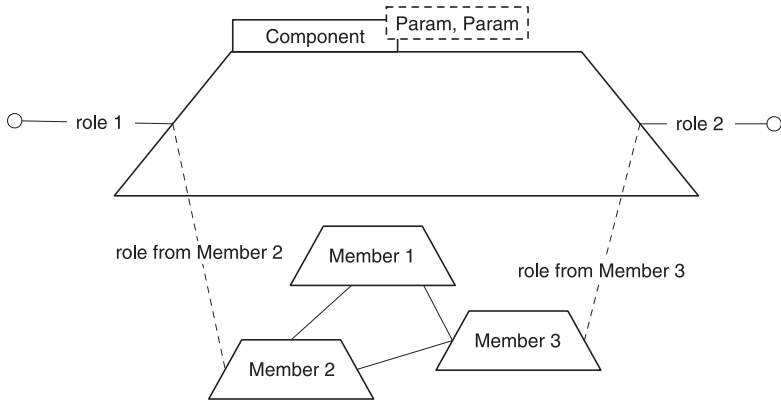 Param, Param
Component
role 1
role 2
role from Member 2
Member 1
role from Member 3
Member 3
Member 2